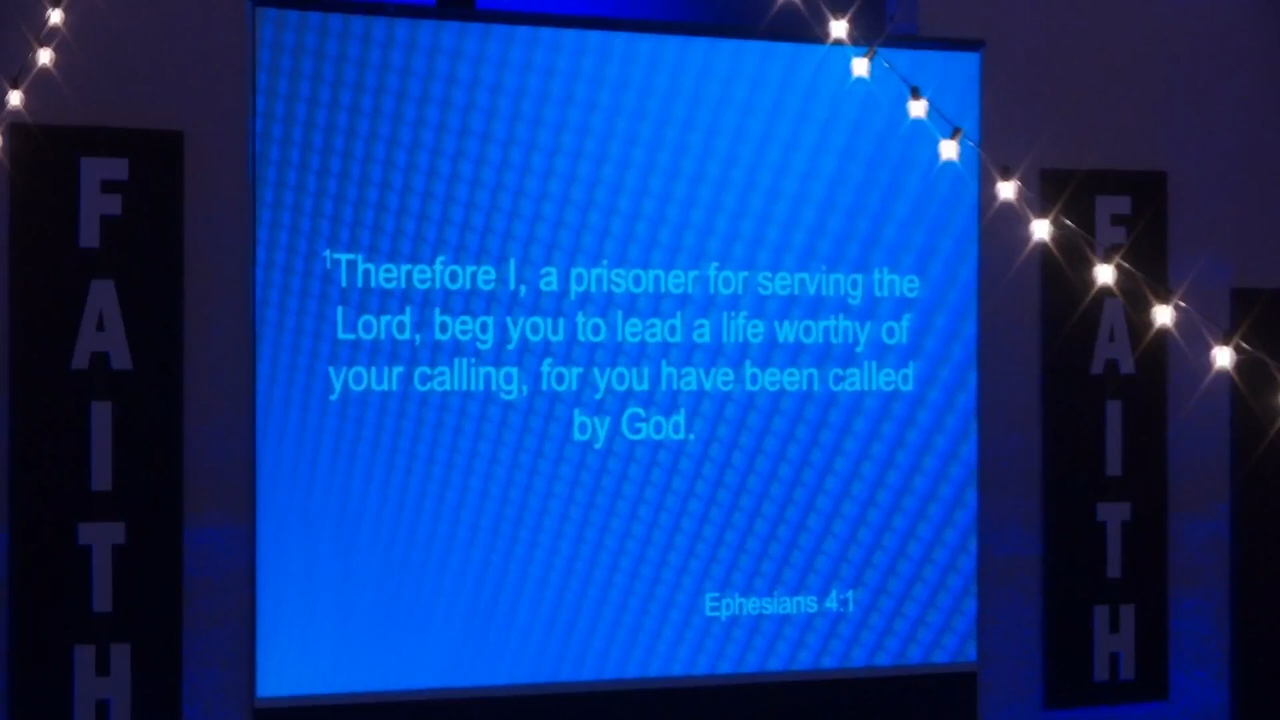 FAITH
¹Therefore I, a prisoner for serving the
Lord, beg you to lead a life worthy of
your calling, for you have been called
by God.
Ephesians 4:1
FAITH